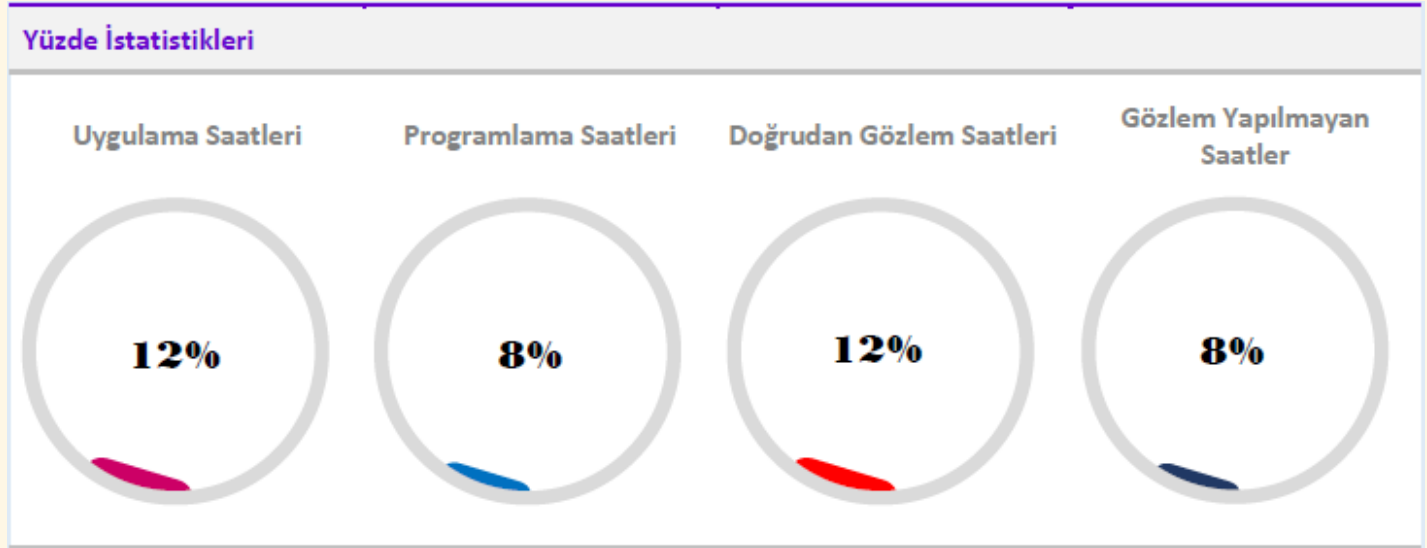 Yüzde İstatistikleri
Uygulama Saatleri
Programlama Saatleri
Doğrudan Gözlem Saatleri
Gözlem Yapılmayan
Saatler
12%
8%
12%
8%